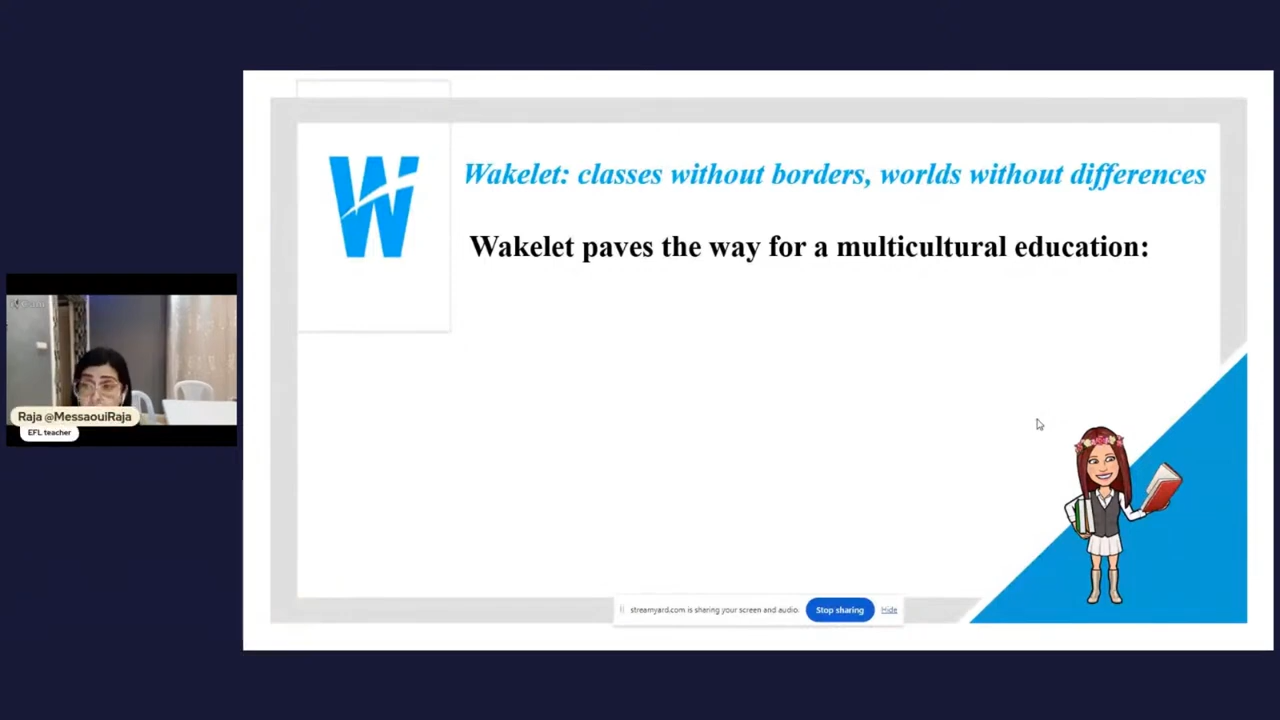 Wakelet: classes without borders, worlds without differences
Wakelet paves the way for a multicultural education:
Raja @MessaouiRaja
EFL teacher
streamyard.com is sharing your screen and audio.
Stop sharing
Hide